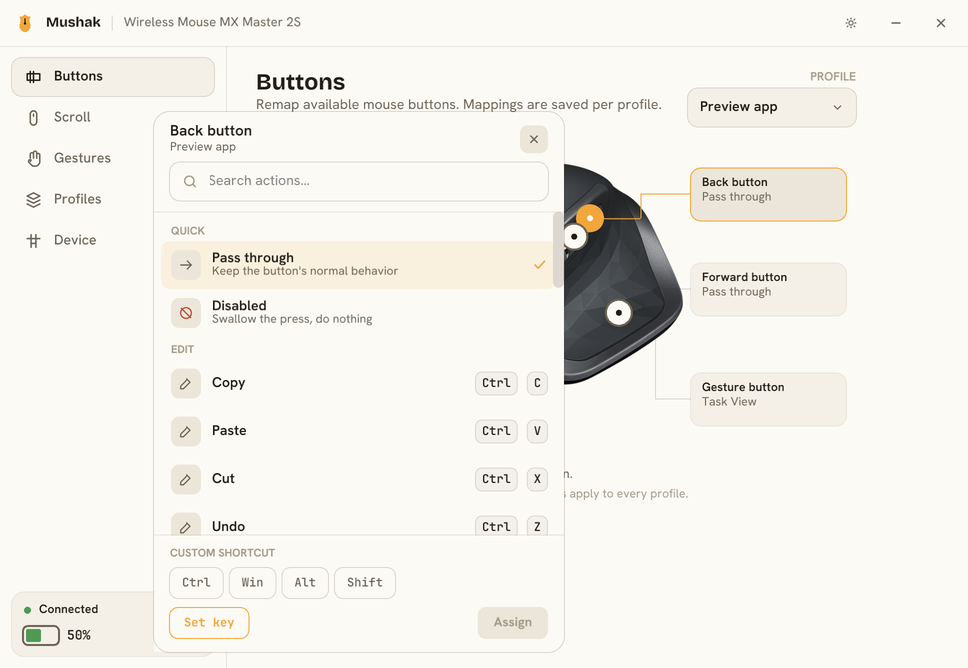 Mushak Wireless Mouse MX Master 2S
Buttons
Scroll
Gestures
Profiles
Device
Connected
50%
Buttons
Remap available mouse buttons. Mappings are saved per profile.
PROFILE
Preview app
Back button
Preview app
Search actions...
QUICK
Pass through
Keep the button's normal behavior
Disabled
Swallow the press, do nothing
EDIT
Copy Ctrl C
Paste Ctrl V
Cut Ctrl X
Undo Ctrl Z
CUSTOM SHORTCUT
Ctrl Win Alt Shift
Set key Assign
Back button
Pass through
Forward button
Pass through
Gesture button
Task View
n.
s apply to every profile.